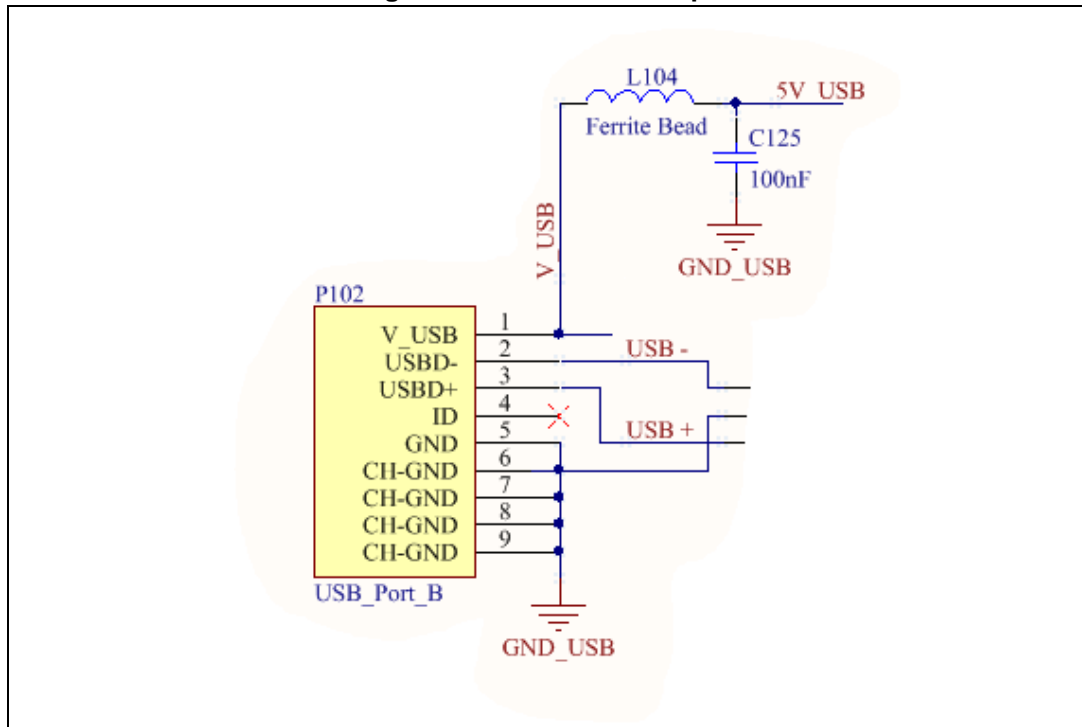 L104
5V_USB
Ferrite Bead
C125
100nF
V_USB
GND_USB
P102
V_USB 1
USBD- 2
USBD+ 3
ID 4
GND 5
CH-GND 6
CH-GND 7
CH-GND 8
CH-GND 9
USB -
USB +
USB_Port_B
GND_USB